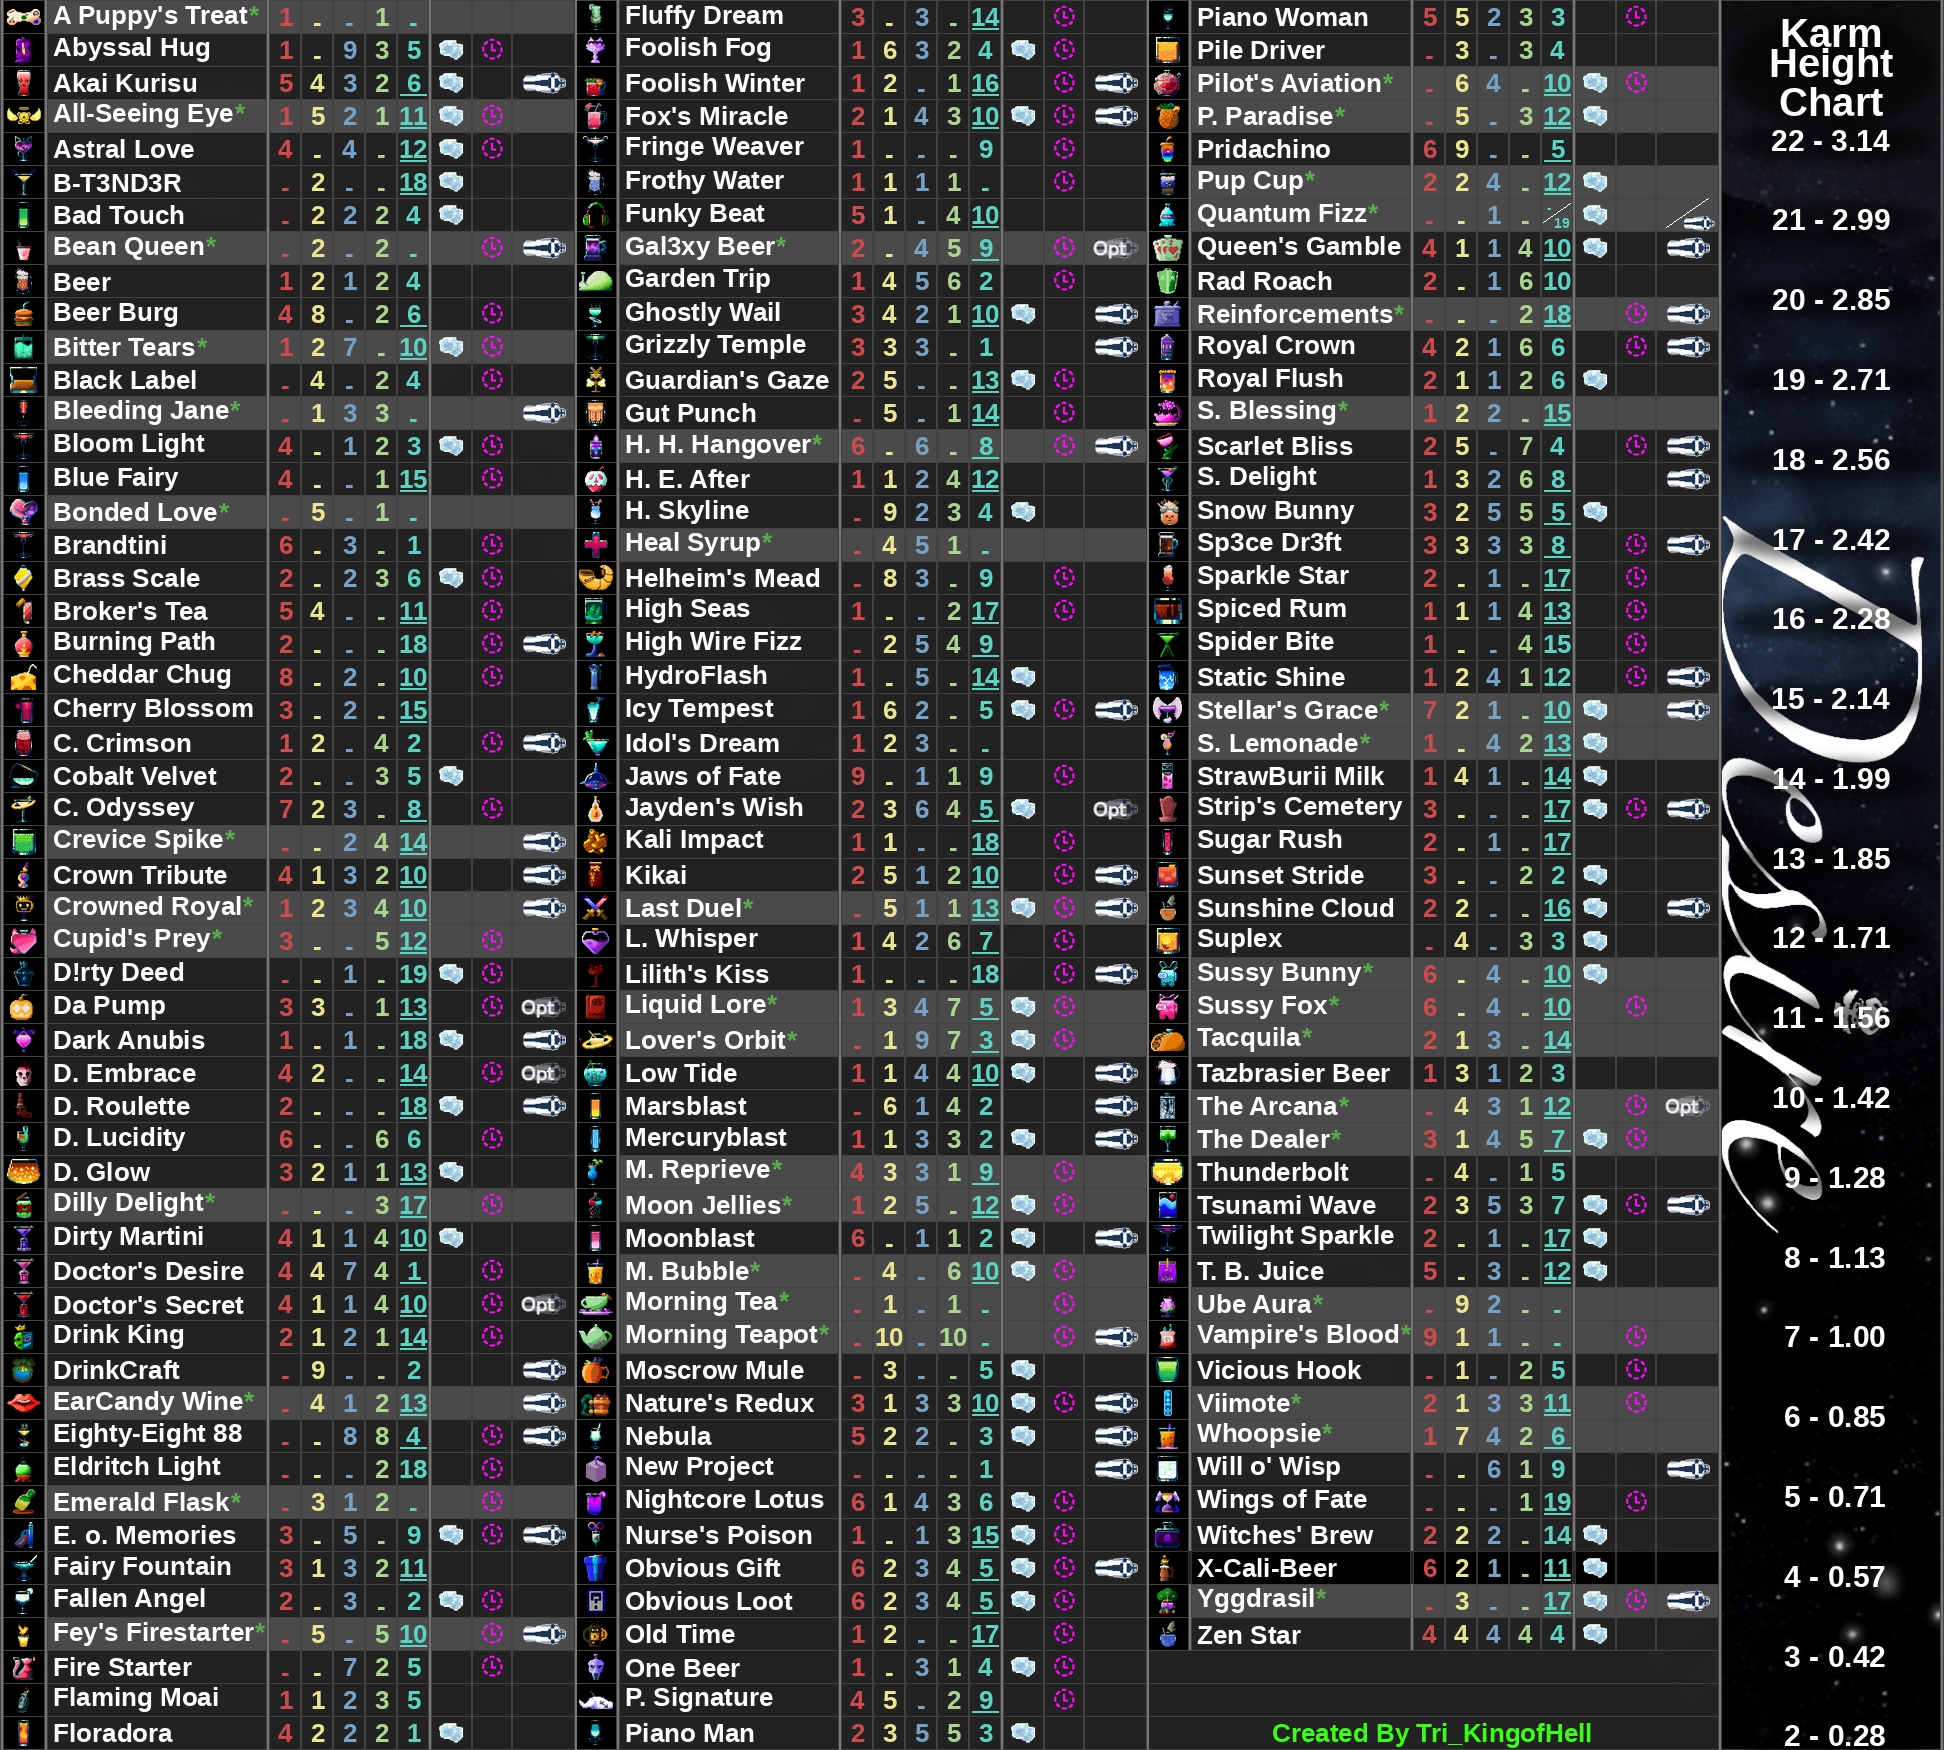 A Puppy's Treat* 1 - - 1 -
Abyssal Hug 1 - 9 3 5
Akai Kurisu 5 4 3 2 6
All-Seeing Eye* 1 5 2 1 11
Astral Love 4 - 4 - 12
B-T3ND3R - 2 - - 18
Bad Touch - 2 2 2 4
Bean Queen* - 2 - 2 -
Beer 1 2 1 2 4
Beer Burg 4 8 - 2 6
Bitter Tears* 1 2 7 - 10
Black Label - 4 - 2 4
Bleeding Jane* - 1 3 3 -
Bloom Light 4 - 1 2 3
Blue Fairy 4 - - 1 15
Bonded Love* - 5 - 1 -
Brandtini 6 - 3 - 1
Brass Scale 2 - 2 3 6
Broker's Tea 5 4 - - 11
Burning Path 2 - - - 18
Cheddar Chug 8 - 2 - 10
Cherry Blossom 3 - 2 - 15
C. Crimson 1 2 - 4 2
Cobalt Velvet 2 - - 3 5
C. Odyssey 7 2 3 - 8
Crevice Spike* - - 2 4 14
Crown Tribute 4 1 3 2 10
Crowned Royal* 1 2 3 4 10
Cupid's Prey* 3 - - 5 12
D!rty Deed - - 1 - 19
Da Pump 3 3 - 1 13 Opt
Dark Anubis 1 - 1 - 18
D. Embrace 4 2 - - 14 Opt
D. Roulette 2 - - - 18
D. Lucidity 6 - - 6 6
D. Glow 3 2 1 1 13
Dilly Delight* - - - 3 17
Dirty Martini 4 1 1 4 10
Doctor's Desire 4 4 7 4 1
Doctor's Secret 4 1 1 4 10 Opt
Drink King 2 1 2 1 14
DrinkCraft - 9 - - 2
EarCandy Wine* - 4 1 2 13
Eighty-Eight 88 - - 8 8 4
Eldritch Light - - - 2 18
Emerald Flask* - 3 1 2 -
E. o. Memories 3 - 5 - 9
Fairy Fountain 3 1 3 2 11
Fallen Angel 2 - 3 - 2
Fey's Firestarter* - 5 - 5 10
Fire Starter - - 7 2 5
Flaming Moai 1 1 2 3 5
Floradora 4 2 2 2 1
Fluffy Dream 3 - 3 - 14
Foolish Fog 1 6 3 2 4
Foolish Winter 1 2 - 1 16
Fox's Miracle 2 1 4 3 10
Fringe Weaver 1 - - - 9
Frothy Water 1 1 1 1 -
Funky Beat 5 1 - 4 10
Gal3xy Beer* 2 - 4 5 9 Opt
Garden Trip 1 4 5 6 2
Ghostly Wail 3 4 2 1 10
Grizzly Temple 3 3 3 - 1
Guardian's Gaze 2 5 - - 13
Gut Punch - 5 - 1 14
H. H. Hangover* 6 - 6 - 8
H. E. After 1 1 2 4 12
H. Skyline - 9 2 3 4
Heal Syrup* - 4 5 1 -
Helheim's Mead - 8 3 - 9
High Seas 1 - - 2 17
High Wire Fizz - 2 5 4 9
HydroFlash 1 - 5 - 14
Icy Tempest 1 6 2 - 5
Idol's Dream 1 2 3 - -
Jaws of Fate 9 - 1 1 9
Jayden's Wish 2 3 6 4 5 Opt
Kali Impact 1 1 - - 18
Kikai 2 5 1 2 10
Last Duel* - 5 1 1 13
L. Whisper 1 4 2 6 7
Lilith's Kiss 1 - - - 18
Liquid Lore* 1 3 4 7 5
Lover's Orbit* - 1 9 7 3
Low Tide 1 1 4 4 10
Marsblast - 6 1 4 2
Mercuryblast 1 1 3 3 2
M. Reprieve* 4 3 3 1 9
Moon Jellies* 1 2 5 - 12
Moonblast 6 - 1 1 2
M. Bubble* - 4 - 6 10
Morning Tea* - 1 - 1 -
Morning Teapot* - 10 - 10 -
Moscrow Mule - 3 - - 5
Nature's Redux 3 1 3 3 10
Nebula 5 2 2 - 3
New Project - - - - 1
Nightcore Lotus 6 1 4 3 6
Nurse's Poison 1 - 1 3 15
Obvious Gift 6 2 3 4 5
Obvious Loot 6 2 3 4 5
Old Time 1 2 - - 17
One Beer 1 - 3 1 4
P. Signature 4 5 - 2 9
Piano Man 2 3 5 5 3
Piano Woman 5 5 2 3 3
Pile Driver - 3 - 3 4
Pilot's Aviation* - 6 4 - 10
P. Paradise* - 5 - 3 12
Pridachino 6 9 - - 5
Pup Cup* 2 2 4 - 12
Quantum Fizz* - - 1 - -/19
Queen's Gamble 4 1 1 4 10
Rad Roach 2 - 1 6 10
Reinforcements* - - - 2 18
Royal Crown 4 2 1 6 6
Royal Flush 2 1 1 2 6
S. Blessing* 1 2 2 - 15
Scarlet Bliss 2 5 - 7 4
S. Delight 1 3 2 6 8
Snow Bunny 3 2 5 5 5
Sp3ce Dr3ft 3 3 3 3 8
Sparkle Star 2 - 1 - 17
Spiced Rum 1 1 1 4 13
Spider Bite 1 - - 4 15
Static Shine 1 2 4 1 12
Stellar's Grace* 7 2 1 - 10
S. Lemonade* 1 - 4 2 13
StrawBurii Milk 1 4 1 - 14
Strip's Cemetery 3 - - - 17
Sugar Rush 2 - 1 - 17
Sunset Stride 3 - - 2 2
Sunshine Cloud 2 2 - - 16
Suplex - 4 - 3 3
Sussy Bunny* 6 - 4 - 10
Sussy Fox* 6 - 4 - 10
Tacquila* 2 1 3 - 14
Tazbrasier Beer 1 3 1 2 3
The Arcana* - 4 3 1 12 Opt
The Dealer* 3 1 4 5 7
Thunderbolt - 4 - 1 5
Tsunami Wave 2 3 5 3 7
Twilight Sparkle 2 - 1 - 17
T. B. Juice 5 - 3 - 12
Ube Aura* - 9 2 - -
Vampire's Blood* 9 1 1 - -
Vicious Hook - 1 - 2 5
Viimote* 2 1 3 3 11
Whoopsie* 1 7 4 2 6
Will o' Wisp - - 6 1 9
Wings of Fate - - - 1 19
Witches' Brew 2 2 2 - 14
X-Cali-Beer 6 2 1 - 11
Yggdrasil* - 3 - - 17
Zen Star 4 4 4 4 4
Created By Tri_KingofHell
Karm
Height
Chart
22 - 3.14
21 - 2.99
20 - 2.85
19 - 2.71
18 - 2.56
17 - 2.42
16 - 2.28
15 - 2.14
14 - 1.99
13 - 1.85
12 - 1.71
11 - 1.56
10 - 1.42
9 - 1.28
8 - 1.13
7 - 1.00
6 - 0.85
5 - 0.71
4 - 0.57
3 - 0.42
2 - 0.28
Desire